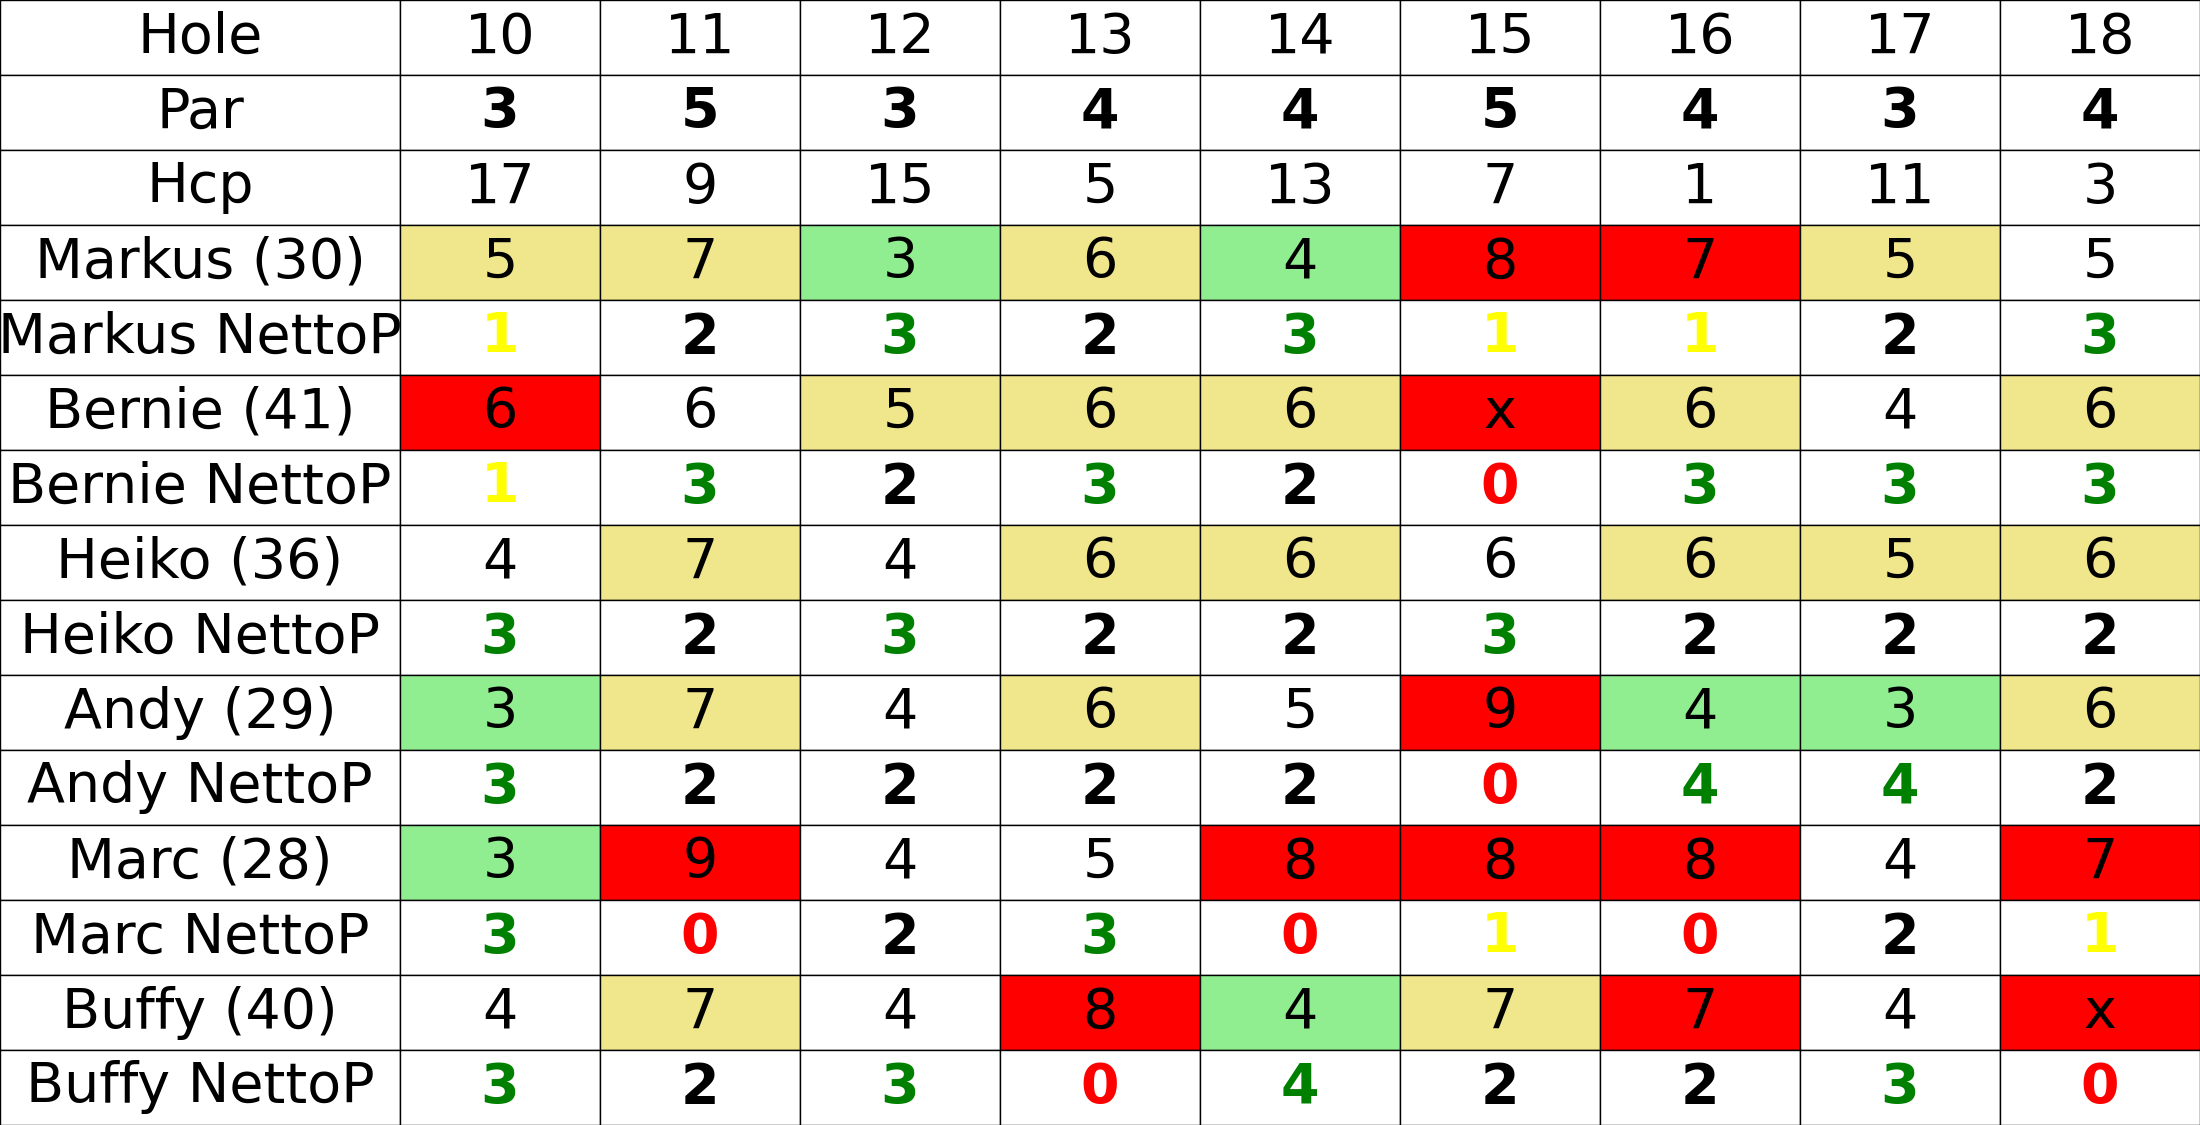 Hole 10 11 12 13 14 15 16 17 18
Par 3 5 3 4 4 5 4 3 4
Hcp 17 9 15 5 13 7 1 11 3
Markus (30) 5 7 3 6 4 8 7 5 5
Markus NettoP 1 2 3 2 3 1 1 2 3
Bernie (41) 6 6 5 6 6 x 6 4 6
Bernie NettoP 1 3 2 3 2 0 3 3 3
Heiko (36) 4 7 4 6 6 6 6 5 6
Heiko NettoP 3 2 3 2 2 3 2 2 2
Andy (29) 3 7 4 6 5 9 4 3 6
Andy NettoP 3 2 2 2 2 0 4 4 2
Marc (28) 3 9 4 5 8 8 8 4 7
Marc NettoP 3 0 2 3 0 1 0 2 1
Buffy (40) 4 7 4 8 4 7 7 4 x
Buffy NettoP 3 2 3 0 4 2 2 3 0